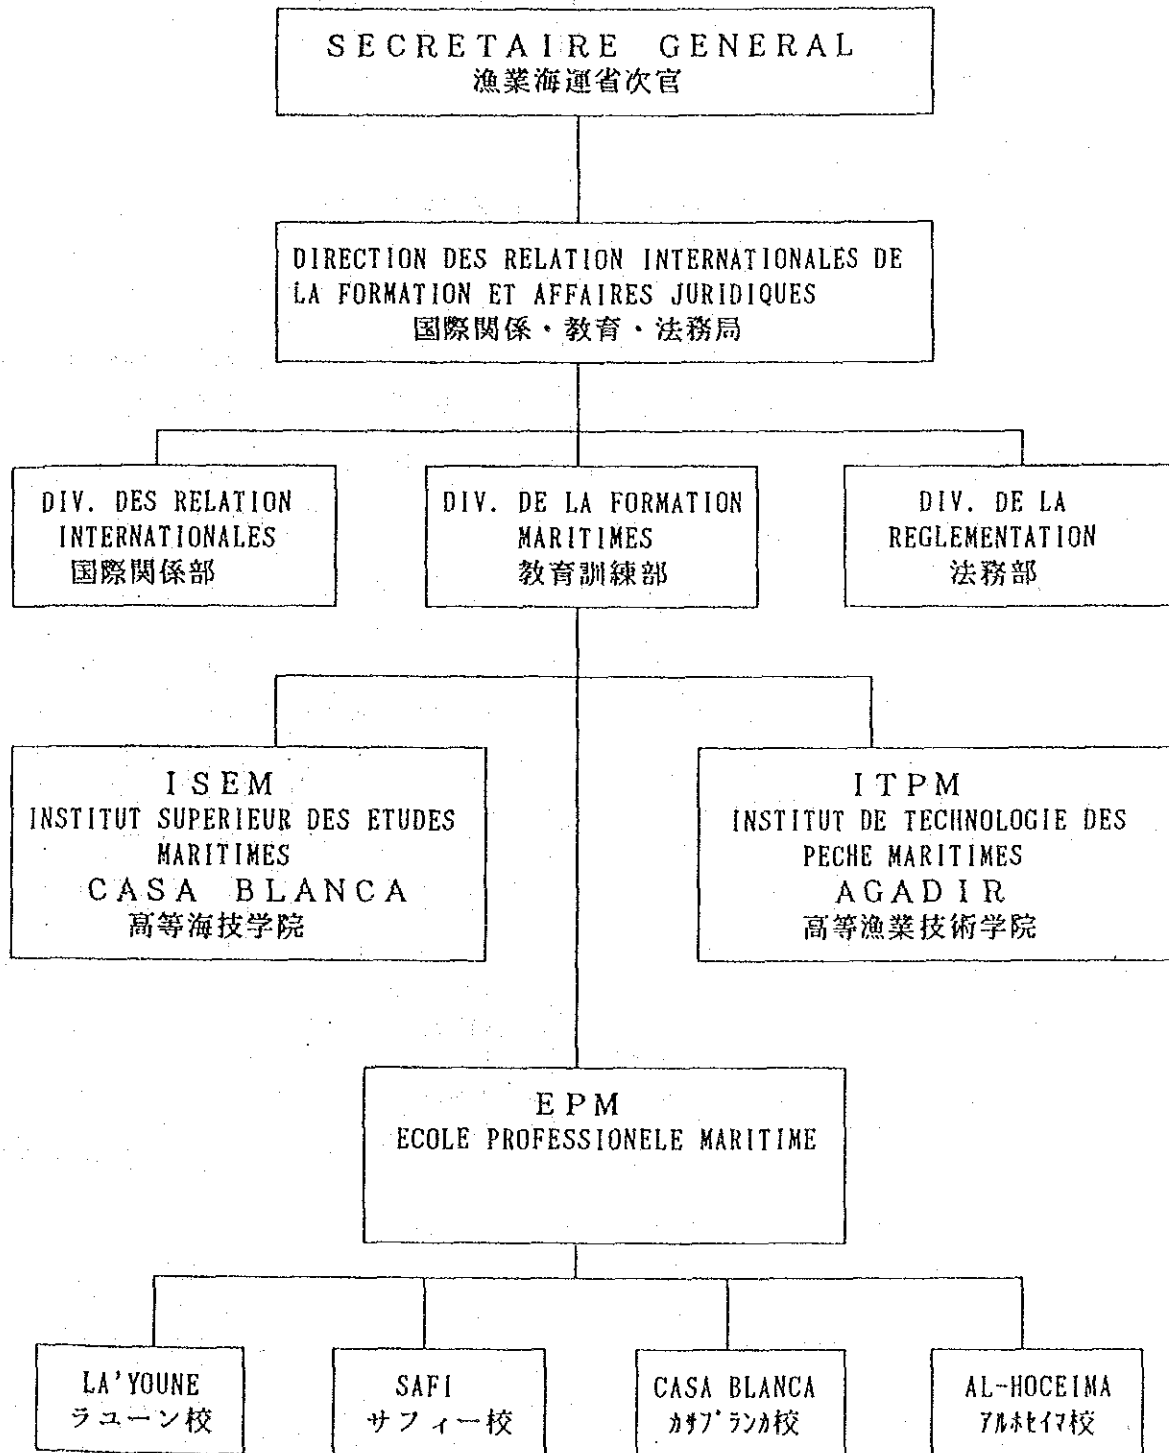 SECRETAIRE GENERAL
漁業海運省次官
DIRECTION DES RELATION INTERNATIONALES DE
LA FORMATION ET AFFAIRES JURIDIQUES
国際関係・教育・法務局
DIV. DES RELATION
INTERNATIONALES
国際関係部
DIV. DE LA FORMATION
MARITIMES
教育訓練部
DIV. DE LA
REGLEMENTATION
法務部
ISEM
INSTITUT SUPERIEUR DES ETUDES
MARITIMES
CASA BLANCA
高等海技学院
ITPM
INSTITUT DE TECHNOLOGIE DES
PECHE MARITIMES
AGADIR
高等漁業技術学院
EPM
ECOLE PROFESSIONELE MARITIME
LA'YOUNE
ラユーン校
SAFI
サフィー校
CASA BLANCA
ｶｻﾌﾞﾗﾝｶ校
AL-HOCEIMA
ｱﾙﾎｾｲﾏ校